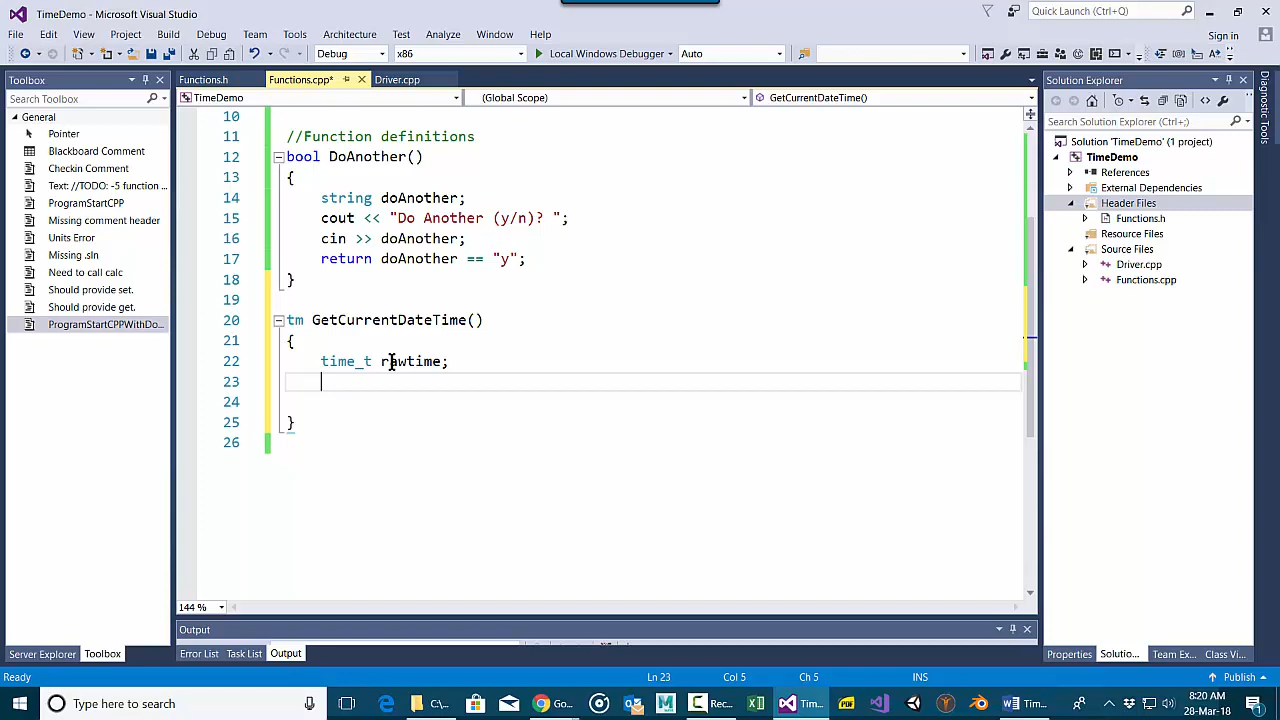 TimeDemo - Microsoft Visual Studio
Quick Launch (Ctrl+Q)
File Edit View Project Build Debug Team Tools Architecture Test Analyze Window Help
Sign in
Debug x86 Local Windows Debugger Auto
Toolbox
Search Toolbox
General
Pointer
Blackboard Comment
Checkin Comment
Text: //TODO: -5 function ...
ProgramStartCPP
Missing comment header
Units Error
Missing .sln
Need to call calc
Should provide set.
Should provide get.
ProgramStartCPPWithDo...
Server Explorer Toolbox
Functions.h Functions.cpp* Driver.cpp
TimeDemo (Global Scope) GetCurrentDateTime()
10
11 //Function definitions
12 bool DoAnother()
13 {
14 string doAnother;
15 cout << "Do Another (y/n)? ";
16 cin >> doAnother;
17 return doAnother == "y";
18 }
19
20 tm GetCurrentDateTime()
21 {
22 time_t rawtime;
23
24
25 }
26
144 %
Output
Error List Task List Output
Solution Explorer
Search Solution Explorer (Ctrl+;)
Solution 'TimeDemo' (1 project)
TimeDemo
References
External Dependencies
Header Files
Functions.h
Resource Files
Source Files
Driver.cpp
Functions.cpp
Properties Solutio... Team Ex... Class Vi...
Diagnostic Tools
Ready Ln 23 Col 5 Ch 5 INS Publish
Type here to search
C:\... Go... Rec... Tim... PDF Tim...
8:20 AM
28-Mar-18